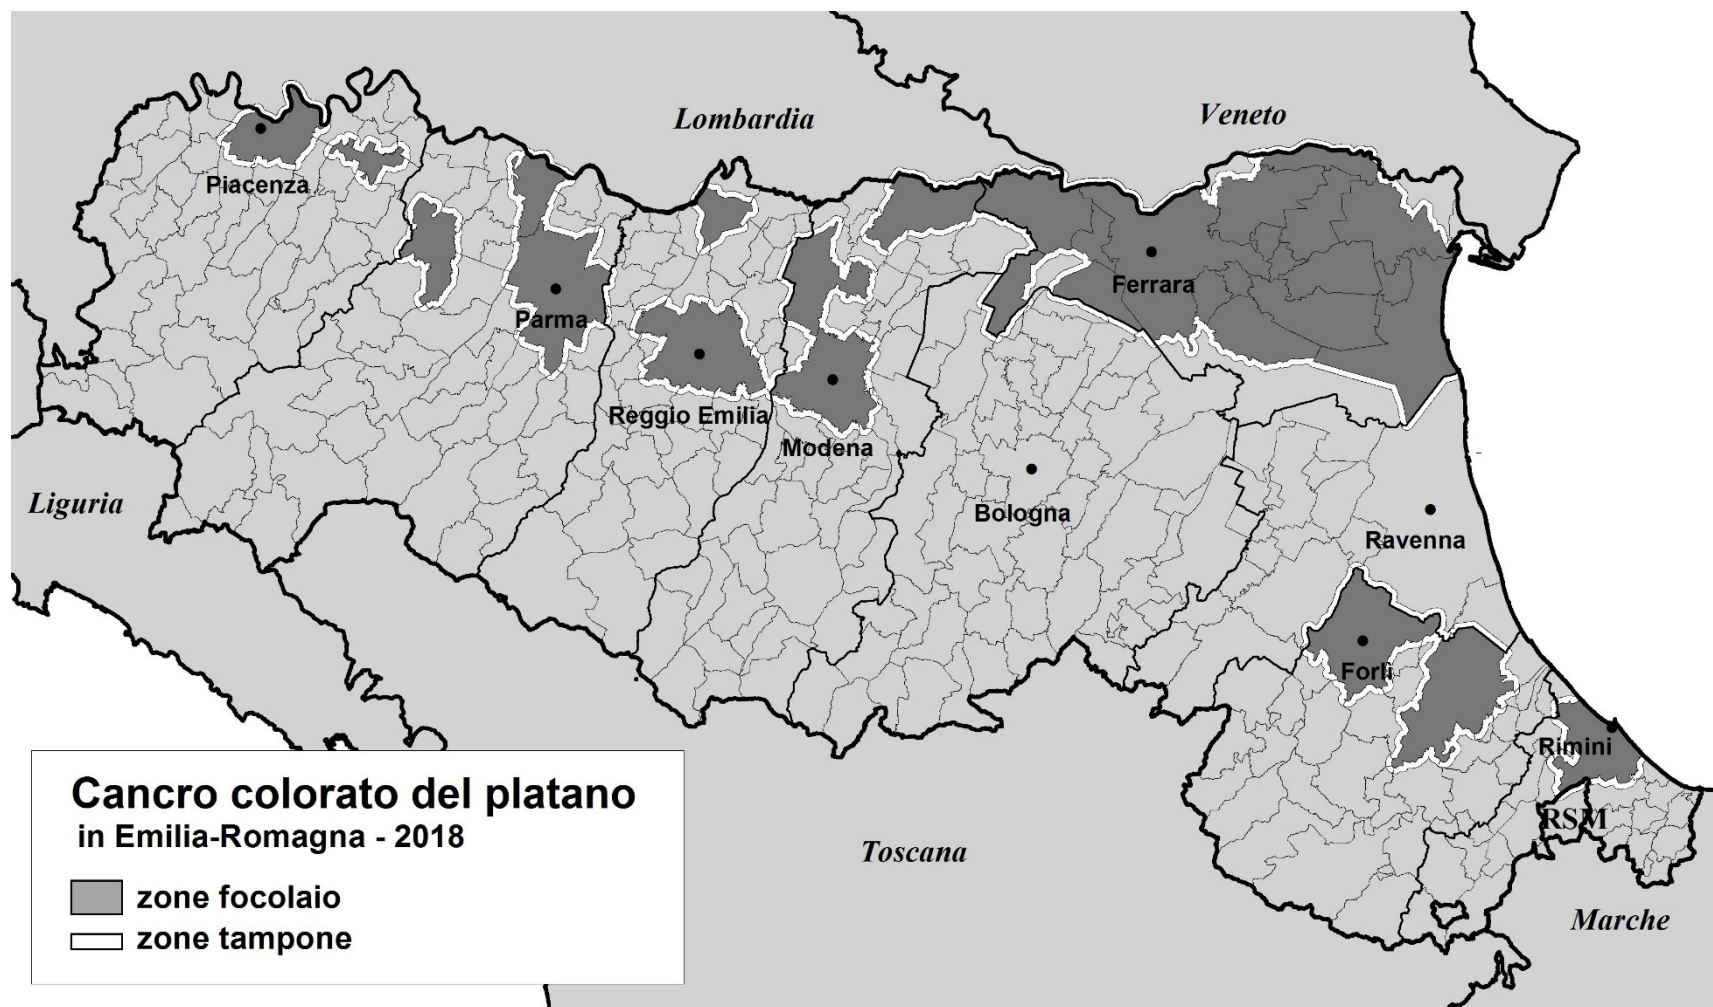 Lombardia
Veneto
Piacenza
Ferrara
Parma
Reggio Emilia
Modena
Liguria
Bologna
Ravenna
Forlì
Rimini
RSM
Toscana
Marche
Cancro colorato del platano
in Emilia-Romagna - 2018
zone focolaio
zone tampone